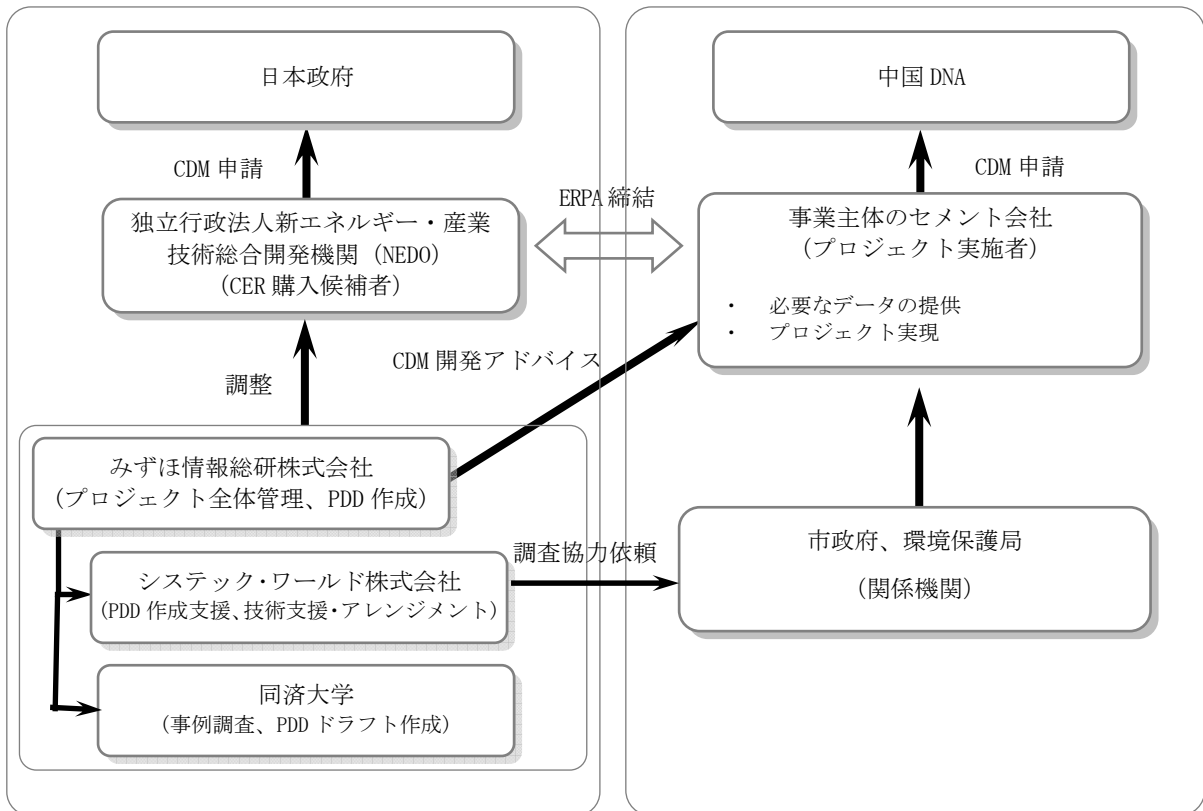 日本政府
中国 DNA
CDM 申請
CDM 申請
独立行政法人新エネルギー・産業
技術総合開発機関（NEDO）
（CER 購入候補者）
ERPA 締結
事業主体のセメント会社
（プロジェクト実施者）
・ 必要なデータの提供
・ プロジェクト実現
CDM 開発アドバイス
調整
みずほ情報総研株式会社
（プロジェクト全体管理、PDD 作成）
調査協力依頼
市政府、環境保護局
（関係機関）
システック・ワールド株式会社
（PDD 作成支援、技術支援・アレンジメント）
同済大学
（事例調査、PDD ドラフト作成）